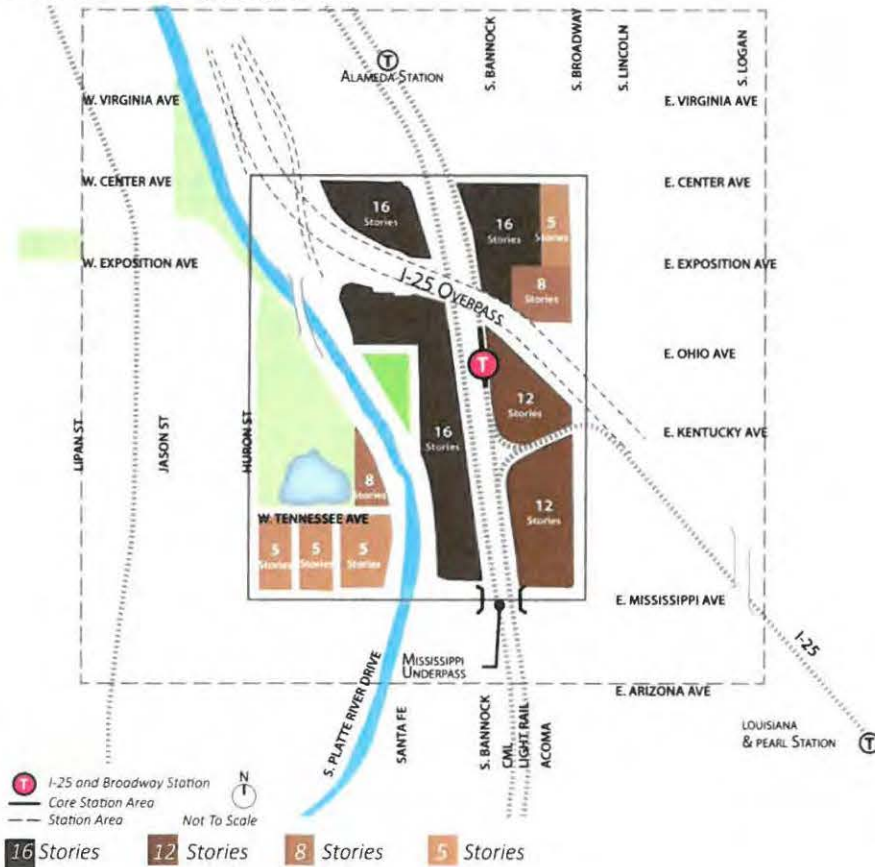 S. BANNOCK
S. BROADWAY
S. LINCOLN
S. LOGAN
T
ALAMEDA STATION
W. VIRGINIA AVE
E. VIRGINIA AVE
W. CENTER AVE
E. CENTER AVE
16
Stories
16
Stories
5
Stories
W. EXPOSITION AVE
E. EXPOSITION AVE
8
Stories
I-25 OVERPASS
E. OHIO AVE
T
12
Stories
LIPAN ST
JASON ST
HURON ST
16
Stories
E. KENTUCKY AVE
8
Stories
12
Stories
W. TENNESSEE AVE
5
Stories
5
Stories
5
Stories
E. MISSISSIPPI AVE
I-25
MISSISSIPPI
UNDERPASS
E. ARIZONA AVE
S. PLATTE RIVER DRIVE
SANTA FE
S. BANNOCK
CML
LIGHT RAIL
ACOMA
LOUISIANA
& PEARL STATION
T
T I-25 and Broadway Station
Core Station Area
Station Area
N
Not To Scale
16 Stories
12 Stories
8 Stories
5 Stories